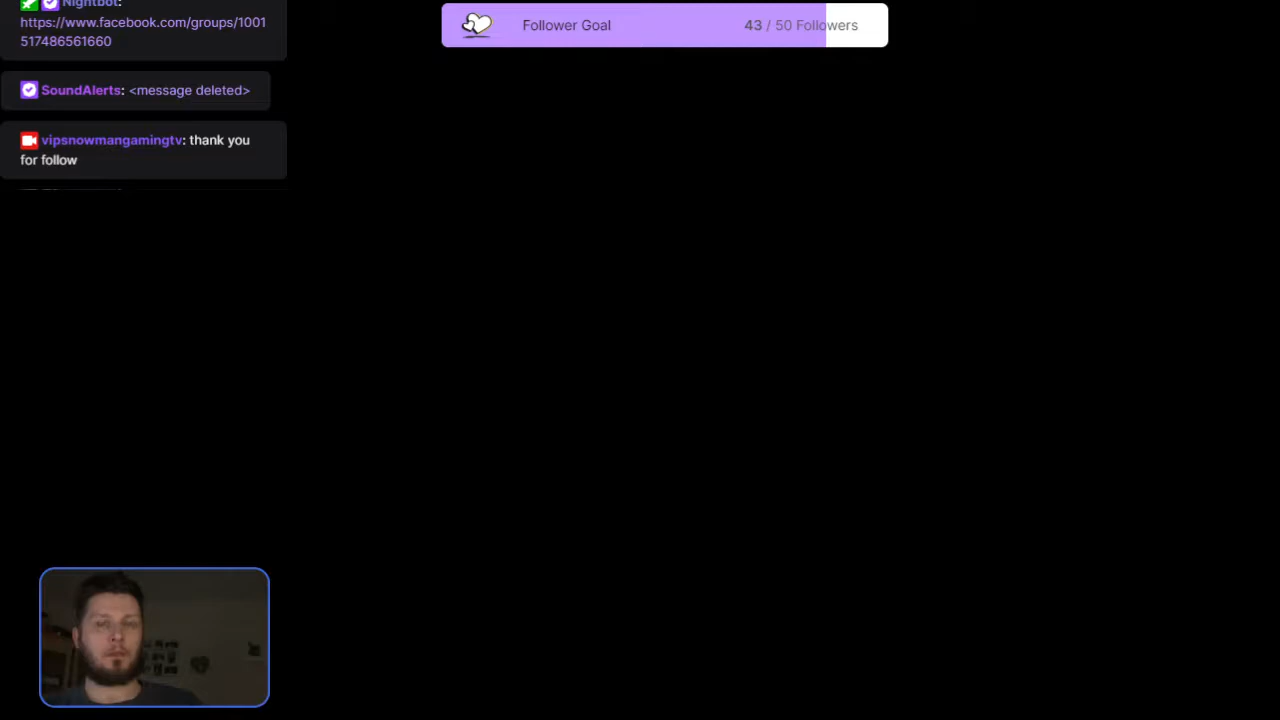 Nightbot:
https://www.facebook.com/groups/1001
517486561660
SoundAlerts: <message deleted>
vipsnowmangamingtv: thank you
for follow
Follower Goal 43 / 50 Followers